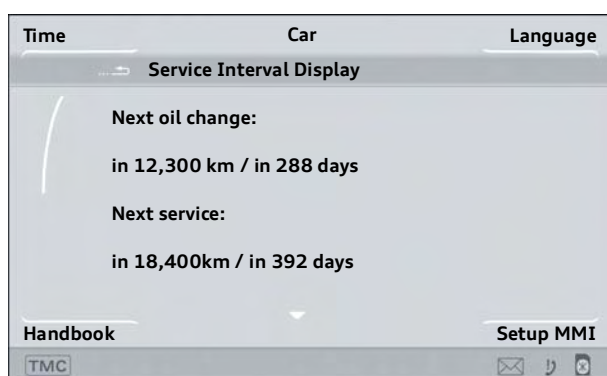 Time Car Language
Service Interval Display
Next oil change:
in 12,300 km / in 288 days
Next service:
in 18,400km / in 392 days
Handbook Setup MMI
TMC